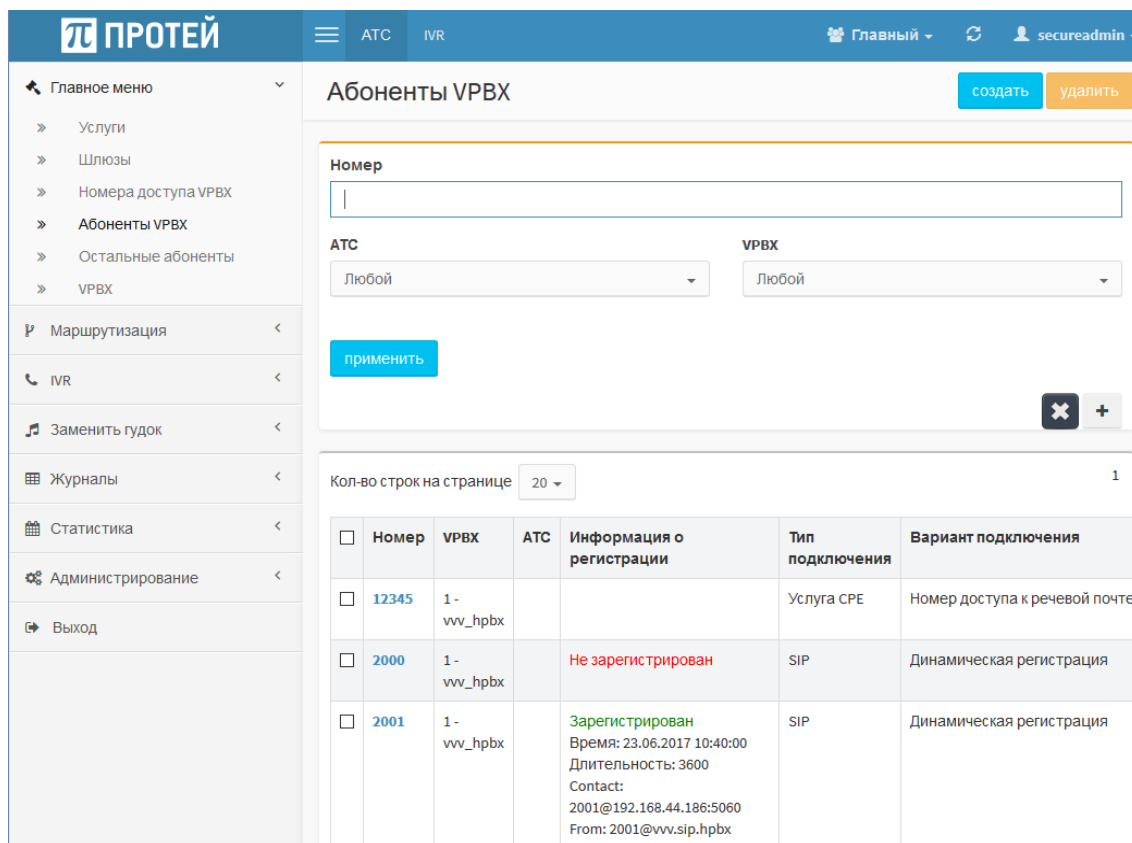 ПРОТЕЙ
АТС IVR Главный secureadmin
Главное меню
Услуги
Шлюзы
Номера доступа VPBX
Абоненты VPBX
Остальные абоненты
VPBX
Маршрутизация
IVR
Заменить гудок
Журналы
Статистика
Администрирование
Выход
Абоненты VPBX
создать удалить
Номер
АТС VPBX
Любой Любой
применить
Кол-во строк на странице 20 1
Номер VPBX АТС Информация о регистрации Тип подключения Вариант подключения
12345 1 - vvv_hpbx Услуга CPE Номер доступа к речевой почте
2000 1 - vvv_hpbx Не зарегистрирован SIP Динамическая регистрация
2001 1 - vvv_hpbx Зарегистрирован SIP Динамическая регистрация
Время: 23.06.2017 10:40:00
Длительность: 3600
Contact:
2001@192.168.44.186:5060
From: 2001@vvv.sip.hpbx